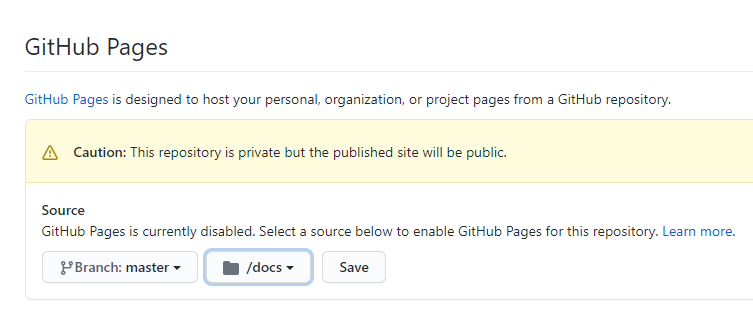 GitHub Pages
GitHub Pages is designed to host your personal, organization, or project pages from a GitHub repository.
Caution: This repository is private but the published site will be public.
Source
GitHub Pages is currently disabled. Select a source below to enable GitHub Pages for this repository. Learn more.
Branch: master /docs Save